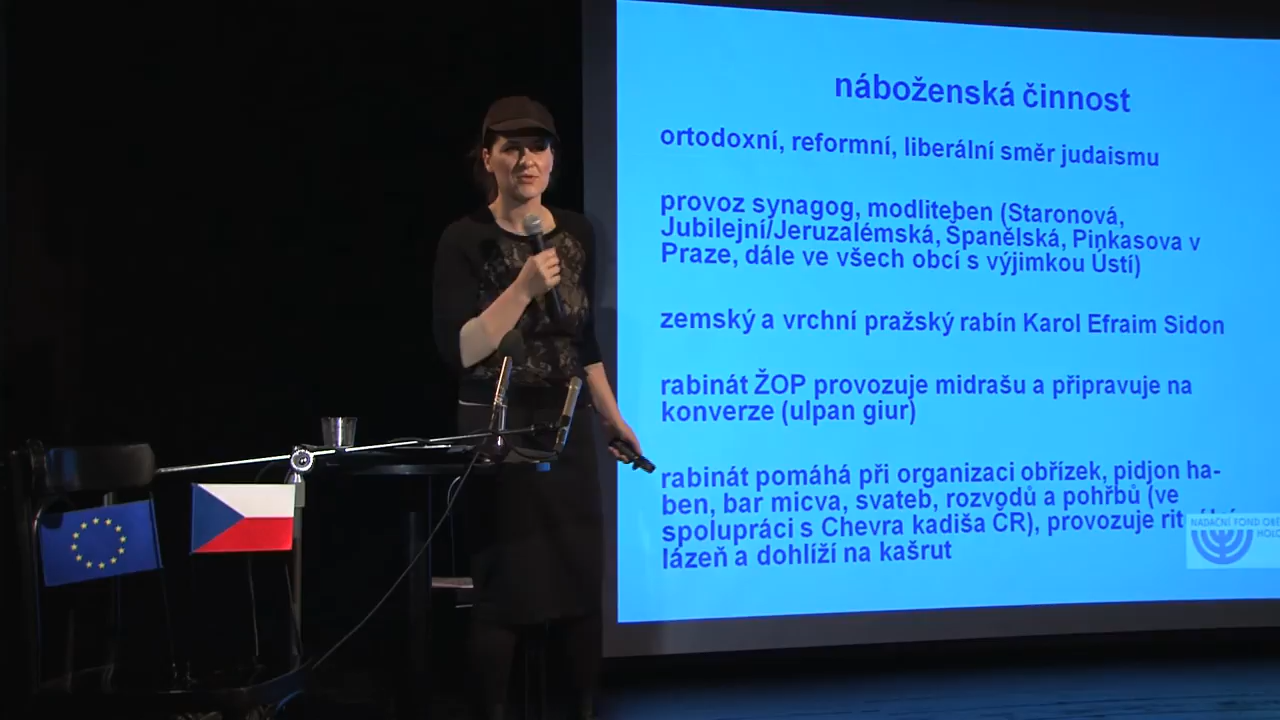 náboženská činnost
ortodoxní, reformní, liberální směr judaismu
provoz synagog, modliteben (Staronová,
Jubilejní/Jeruzalémská, Španělská, Pinkasova v
Praze, dále ve všech obcí s výjimkou Ústí)
zemský a vrchní pražský rabín Karol Efraim Sidon
rabinát ŽOP provozuje midrašu a připravuje na
konverze (ulpan giur)
rabinát pomáhá při organizaci obřízek, pidjon ha-
ben, bar micva, svateb, rozvodů a pohřbů (ve
spolupráci s Chevra kadiša ČR), provozuje
lázeň a dohlíží na kašrut
NADAČNÍ FOND